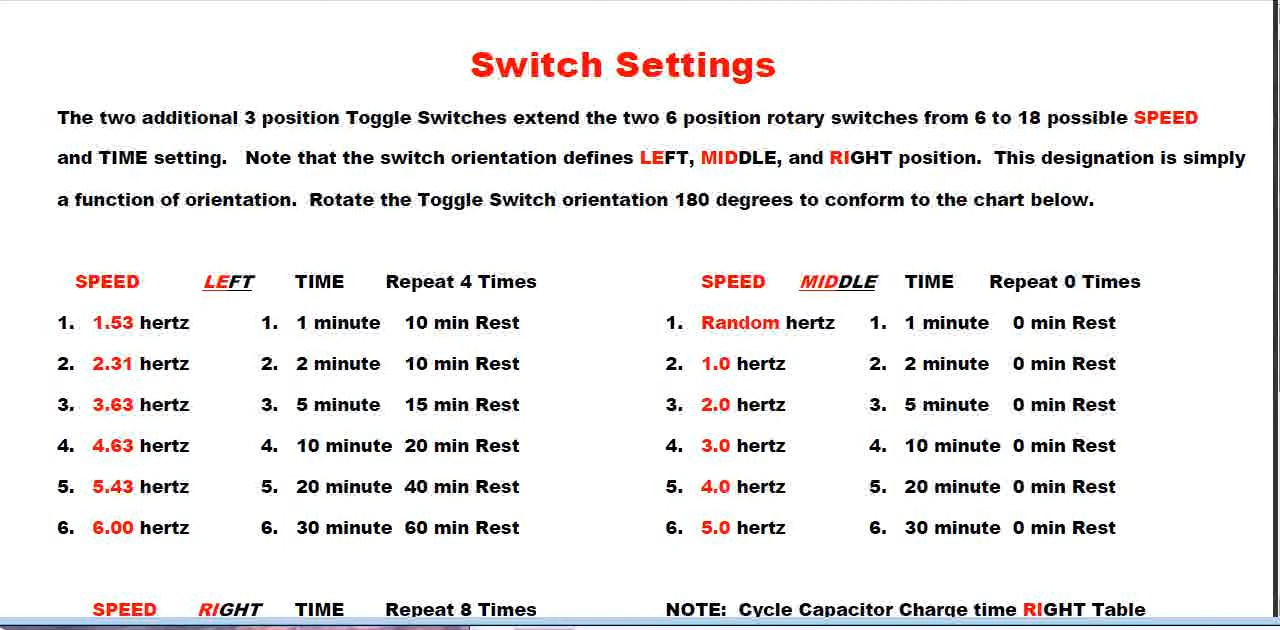 Switch Settings
The two additional 3 position Toggle Switches extend the two 6 position rotary switches from 6 to 18 possible SPEED
and TIME setting. Note that the switch orientation defines LEFT, MIDDLE, and RIGHT position. This designation is simply
a function of orientation. Rotate the Toggle Switch orientation 180 degrees to conform to the chart below.
SPEED LEFT TIME Repeat 4 Times SPEED MIDDLE TIME Repeat 0 Times
1. 1.53 hertz 1. 1 minute 10 min Rest 1. Random hertz 1. 1 minute 0 min Rest
2. 2.31 hertz 2. 2 minute 10 min Rest 2. 1.0 hertz 2. 2 minute 0 min Rest
3. 3.63 hertz 3. 5 minute 15 min Rest 3. 2.0 hertz 3. 5 minute 0 min Rest
4. 4.63 hertz 4. 10 minute 20 min Rest 4. 3.0 hertz 4. 10 minute 0 min Rest
5. 5.43 hertz 5. 20 minute 40 min Rest 5. 4.0 hertz 5. 20 minute 0 min Rest
6. 6.00 hertz 6. 30 minute 60 min Rest 6. 5.0 hertz 6. 30 minute 0 min Rest
SPEED RIGHT TIME Repeat 8 Times NOTE: Cycle Capacitor Charge time RIGHT Table